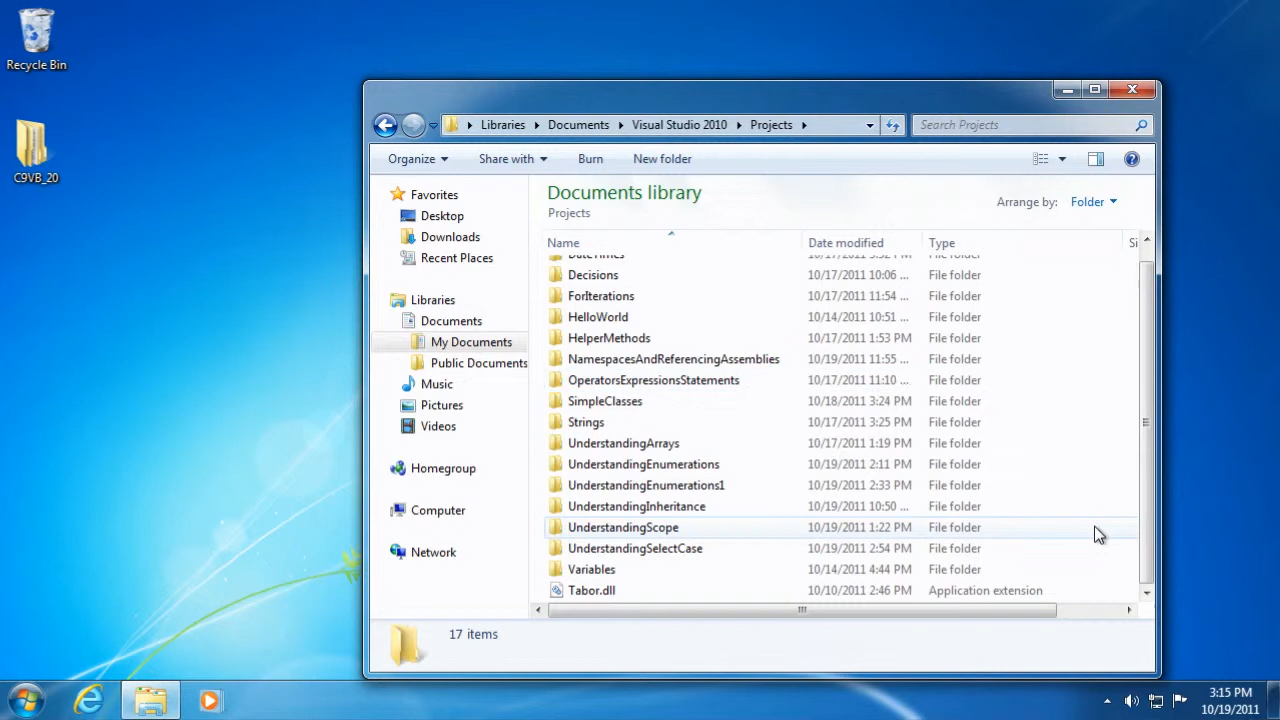 Recycle Bin
C9VB_20
Libraries Documents Visual Studio 2010 Projects
Search Projects
Organize Share with Burn New folder
Documents library
Projects
Arrange by: Folder
Favorites
Desktop
Downloads
Recent Places
Libraries
Documents
My Documents
Public Documents
Music
Pictures
Videos
Homegroup
Computer
Network
Name Date modified Type Si
DateTimes File folder
Decisions 10/17/2011 10:06 ... File folder
ForIterations 10/17/2011 11:54 ... File folder
HelloWorld 10/14/2011 10:51 ... File folder
HelperMethods 10/17/2011 1:53 PM File folder
NamespacesAndReferencingAssemblies 10/19/2011 11:55 ... File folder
OperatorsExpressionsStatements 10/17/2011 11:10 ... File folder
SimpleClasses 10/18/2011 3:24 PM File folder
Strings 10/17/2011 3:25 PM File folder
UnderstandingArrays 10/17/2011 1:19 PM File folder
UnderstandingEnumerations 10/19/2011 2:11 PM File folder
UnderstandingEnumerations1 10/19/2011 2:33 PM File folder
UnderstandingInheritance 10/19/2011 10:50 ... File folder
UnderstandingScope 10/19/2011 1:22 PM File folder
UnderstandingSelectCase 10/19/2011 2:54 PM File folder
Variables 10/14/2011 4:44 PM File folder
Tabor.dll 10/10/2011 2:46 PM Application extension
17 items
3:15 PM
10/19/2011